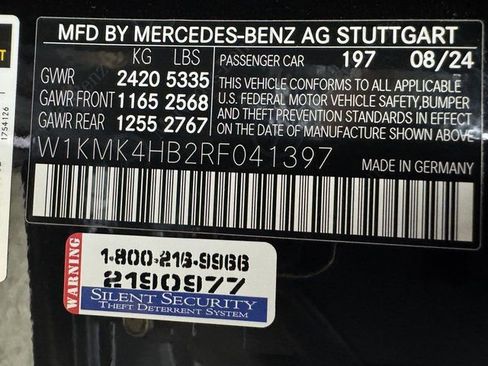 MFD BY MERCEDES-BENZ AG STUTTGART
KG LBS
PASSENGER CAR 197 08/24
GVWR 2420 5335
GAWR FRONT 1165 2568
GAWR REAR 1255 2767
THIS VEHICLE CONFORMS TO ALL APPLICABLE
U.S. FEDERAL MOTOR VEHICLE SAFETY, BUMPER
AND THEFT PREVENTION STANDARDS IN EFFECT
ON THE DATE OF MANUFACTURE SHOWN ABOVE.
W1KMK4HB2RF041397
MADE IN GERMANY
WARNING
1-800-216-9966
2190977
SILENT SECURITY
THEFT DETERRENT SYSTEM
1754126